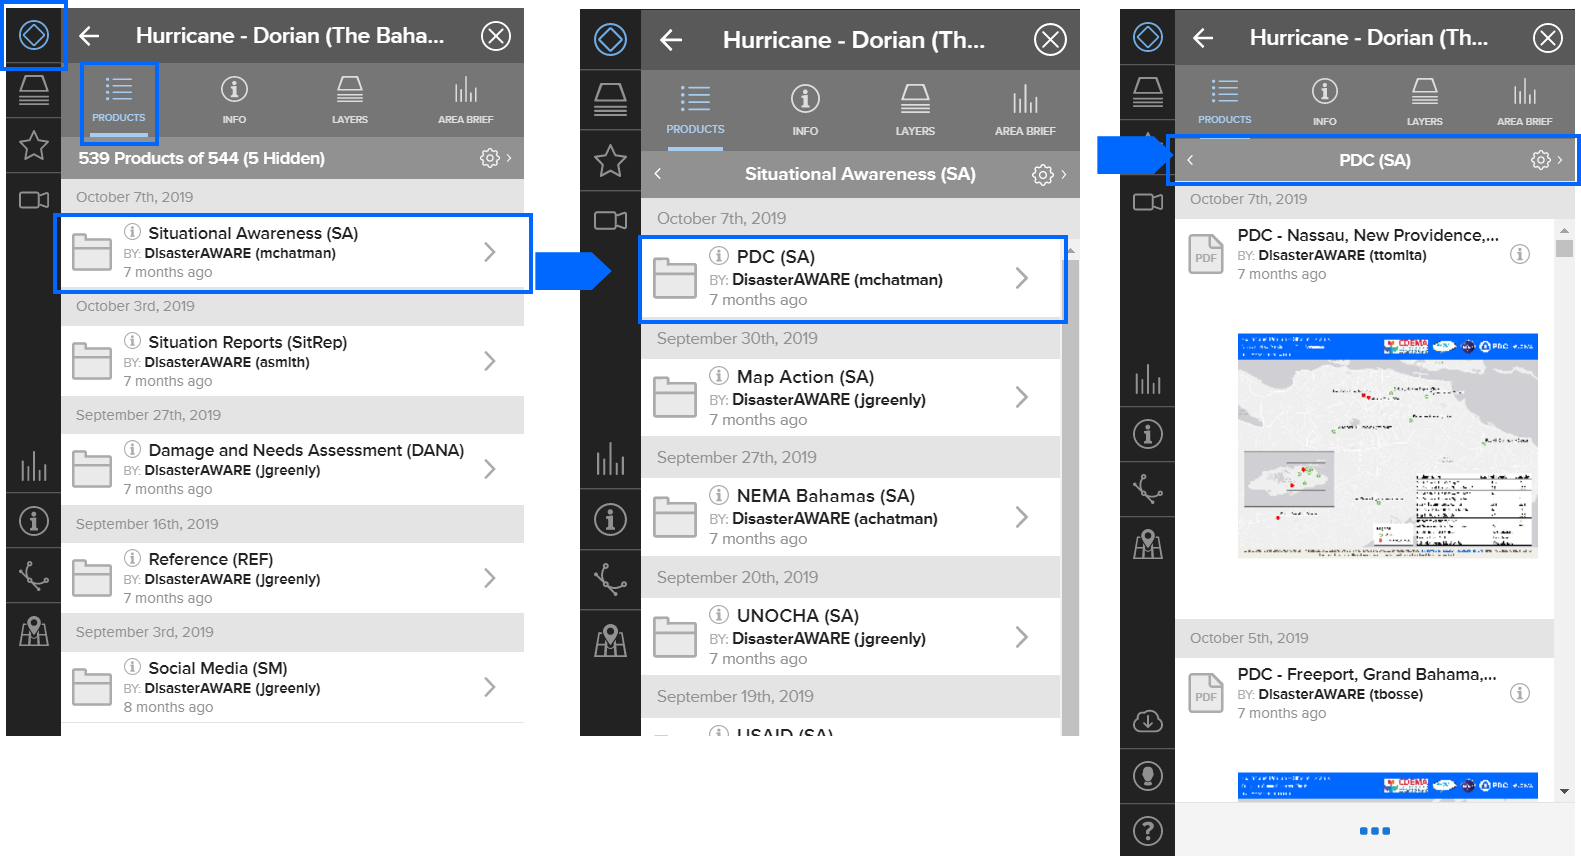 Hurricane - Dorian (The Baha...
PRODUCTS
INFO
LAYERS
AREA BRIEF
539 Products of 544 (5 Hidden)
October 7th, 2019
Situational Awareness (SA)
BY: DisasterAWARE (mchatman)
7 months ago
October 3rd, 2019
Situation Reports (SitRep)
BY: DisasterAWARE (asmith)
7 months ago
September 27th, 2019
Damage and Needs Assessment (DANA)
BY: DisasterAWARE (jgreenly)
7 months ago
September 16th, 2019
Reference (REF)
BY: DisasterAWARE (jgreenly)
7 months ago
September 3rd, 2019
Social Media (SM)
BY: DisasterAWARE (jgreenly)
8 months ago
Hurricane - Dorian (Th...
PRODUCTS
INFO
LAYERS
AREA BRIEF
Situational Awareness (SA)
October 7th, 2019
PDC (SA)
BY: DisasterAWARE (mchatman)
7 months ago
September 30th, 2019
Map Action (SA)
BY: DisasterAWARE (jgreenly)
7 months ago
September 27th, 2019
NEMA Bahamas (SA)
BY: DisasterAWARE (achatman)
7 months ago
September 20th, 2019
UNOCHA (SA)
BY: DisasterAWARE (jgreenly)
7 months ago
September 19th, 2019
USAID (SA)
Hurricane - Dorian (Th...
PRODUCTS
INFO
LAYERS
AREA BRIEF
PDC (SA)
October 7th, 2019
PDF
PDC - Nassau, New Providence,...
BY: DisasterAWARE (ttomita)
7 months ago
CDEMA
PDC
October 5th, 2019
PDF
PDC - Freeport, Grand Bahama,...
BY: DisasterAWARE (tbosse)
7 months ago
CDEMA
PDC